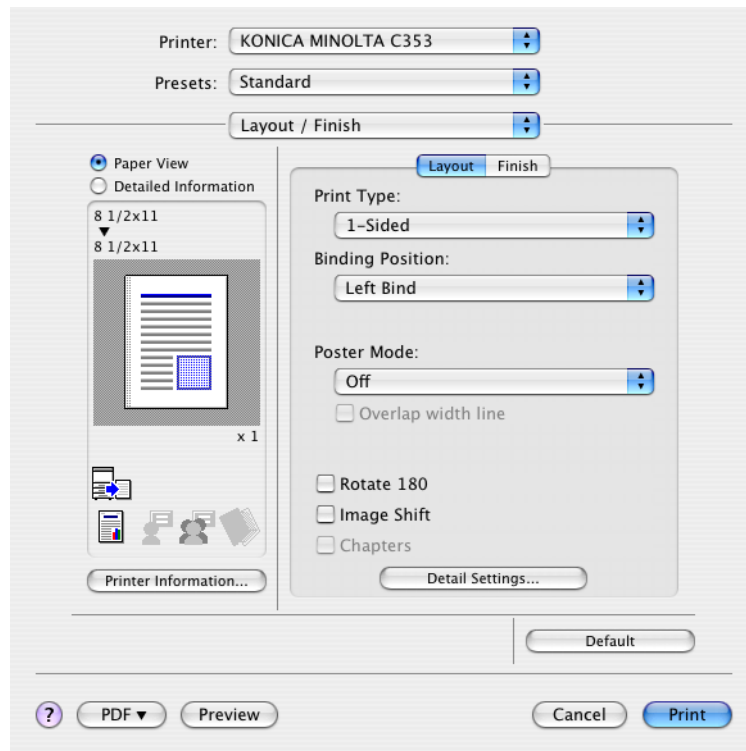 Printer: KONICA MINOLTA C353
Presets: Standard
Layout / Finish
Paper View
Detailed Information
8 1/2x11
8 1/2x11
x 1
Printer Information...
Layout Finish
Print Type:
1-Sided
Binding Position:
Left Bind
Poster Mode:
Off
Overlap width line
Rotate 180
Image Shift
Chapters
Detail Settings...
Default
? PDF▼ Preview Cancel Print